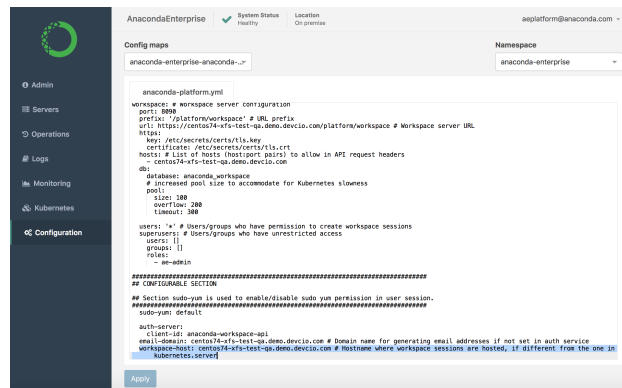 AnacondaEnterprise
System Status
Healthy
Location
On premise
aeplatform@anaconda.com
Config maps
Namespace
anaconda-enterprise-anaconda-...
anaconda-enterprise
Admin
Servers
Operations
Logs
Monitoring
Kubernetes
Configuration
anaconda-platform.yml
workspace: # Workspace server configuration
port: 8090
prefix: '/platform/workspace' # URL prefix
url: https://centos74-xfs-test-qa.demo.devcio.com/platform/workspace # Workspace server URL
https:
key: /etc/secrets/certs/tls.key
certificate: /etc/secrets/certs/tls.crt
hosts: # List of hosts (host:port pairs) to allow in API request headers
- centos74-xfs-test-qa.demo.devcio.com
db:
database: anaconda_workspace
# increased pool size to accommodate for Kubernetes slowness
pool:
size: 100
overflow: 200
timeout: 300
users: '*' # Users/groups who have permission to create workspace sessions
superusers: # Users/groups who have unrestricted access
users: []
groups: []
roles:
- ae-admin
################################################################################
## CONFIGURABLE SECTION
## Section sudo-yum is used to enable/disable sudo yum permission in user session.
################################################################################
sudo-yum: default
auth-server:
client-id: anaconda-workspace-api
email-domain: centos74-xfs-test-qa.demo.devcio.com # Domain name for generating email addresses if not set in auth service
workspace-host: centos74-xfs-test-qa.demo.devcio.com # Hostname where workspace sessions are hosted, if different from the one in
kubernetes.server
Apply